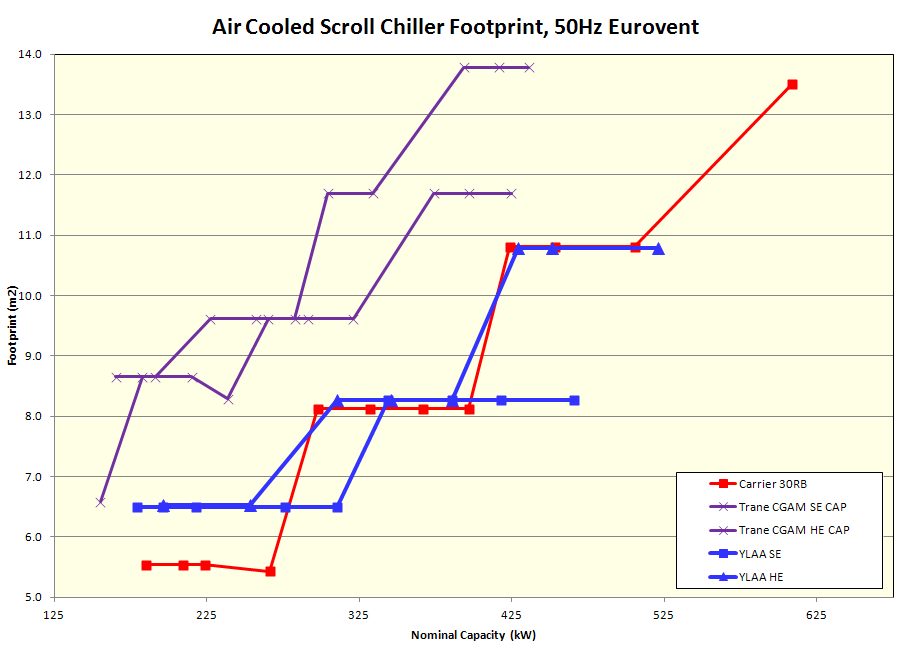 Air Cooled Scroll Chiller Footprint, 50Hz Eurovent
14.0
13.0
12.0
11.0
10.0
9.0
8.0
7.0
6.0
5.0
Footprint (m2)
125 225 325 425 525 625
Nominal Capacity (kW)
Carrier 30RB
Trane CGAM SE CAP
Trane CGAM HE CAP
YLAA SE
YLAA HE